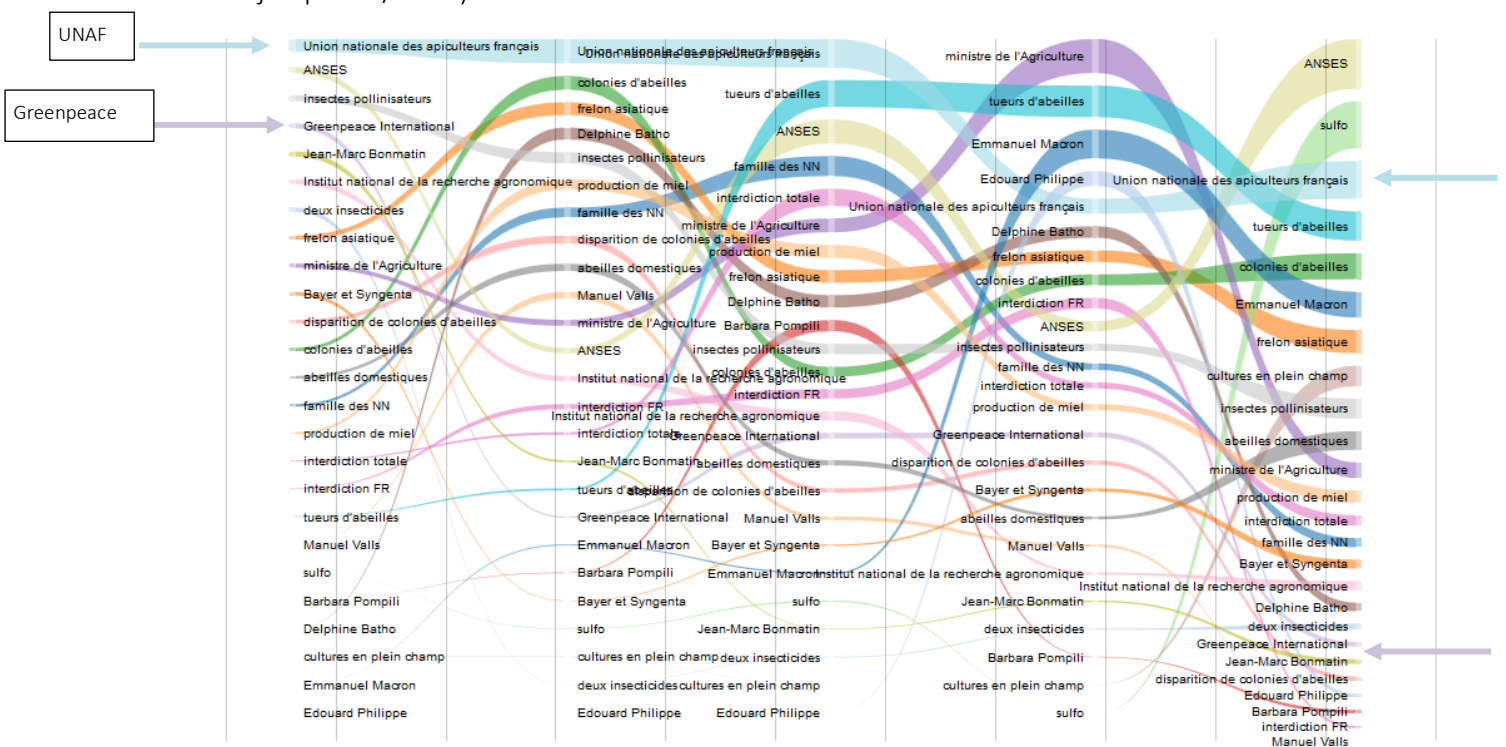 UNAF
Greenpeace
Union nationale des apiculteurs français
ANSES
insectes pollinisateurs
Greenpeace International
Jean-Marc Bonmatin
Institut national de la recherche agronomique
deux insecticides
frelon asiatique
ministre de l'Agriculture
Bayer et Syngenta
disparition de colonies d'abeilles
colonies d'abeilles
abeilles domestiques
famille des NN
production de miel
interdiction totale
interdiction FR
tueurs d'abeilles
Manuel Valls
sulfo
Barbara Pompili
Delphine Batho
cultures en plein champ
Emmanuel Macron
Edouard Philippe
Union nationale des apiculteurs français
colonies d'abeilles
frelon asiatique
Delphine Batho
insectes pollinisateurs
production de miel
famille des NN
disparition de colonies d'abeilles
abeilles domestiques
Manuel Valls
ministre de l'Agriculture
ANSES
Institut national de la recherche agronomique
interdiction FR
interdiction totale
Jean-Marc Bonmatin
tueurs d'abeilles
Greenpeace International
Emmanuel Macron
Barbara Pompili
Bayer et Syngenta
sulfo
cultures en plein champ
deux insecticides
Edouard Philippe
Union nationale des apiculteurs français
tueurs d'abeilles
ANSES
famille des NN
interdiction totale
ministre de l'Agriculture
production de miel
frelon asiatique
Delphine Batho
Barbara Pompili
insectes pollinisateurs
colonies d'abeilles
interdiction FR
Institut national de la recherche agronomique
Greenpeace International
abeilles domestiques
disparition de colonies d'abeilles
Manuel Valls
Bayer et Syngenta
Emmanuel Macron
sulfo
Jean-Marc Bonmatin
deux insecticides
cultures en plein champ
Edouard Philippe
ministre de l'Agriculture
tueurs d'abeilles
Emmanuel Macron
Edouard Philippe
Union nationale des apiculteurs français
Delphine Batho
frelon asiatique
colonies d'abeilles
interdiction FR
ANSES
insectes pollinisateurs
famille des NN
interdiction totale
production de miel
Greenpeace International
disparition de colonies d'abeilles
Bayer et Syngenta
abeilles domestiques
Manuel Valls
Institut national de la recherche agronomique
Jean-Marc Bonmatin
deux insecticides
Barbara Pompili
cultures en plein champ
sulfo
ANSES
sulfo
Union nationale des apiculteurs français
tueurs d'abeilles
colonies d'abeilles
Emmanuel Macron
frelon asiatique
cultures en plein champ
insectes pollinisateurs
abeilles domestiques
ministre de l'Agriculture
production de miel
interdiction totale
famille des NN
Bayer et Syngenta
Institut national de la recherche agronomique
Delphine Batho
deux insecticides
Greenpeace International
Jean-Marc Bonmatin
disparition de colonies d'abeilles
Edouard Philippe
Barbara Pompili
interdiction FR
Manuel Valls